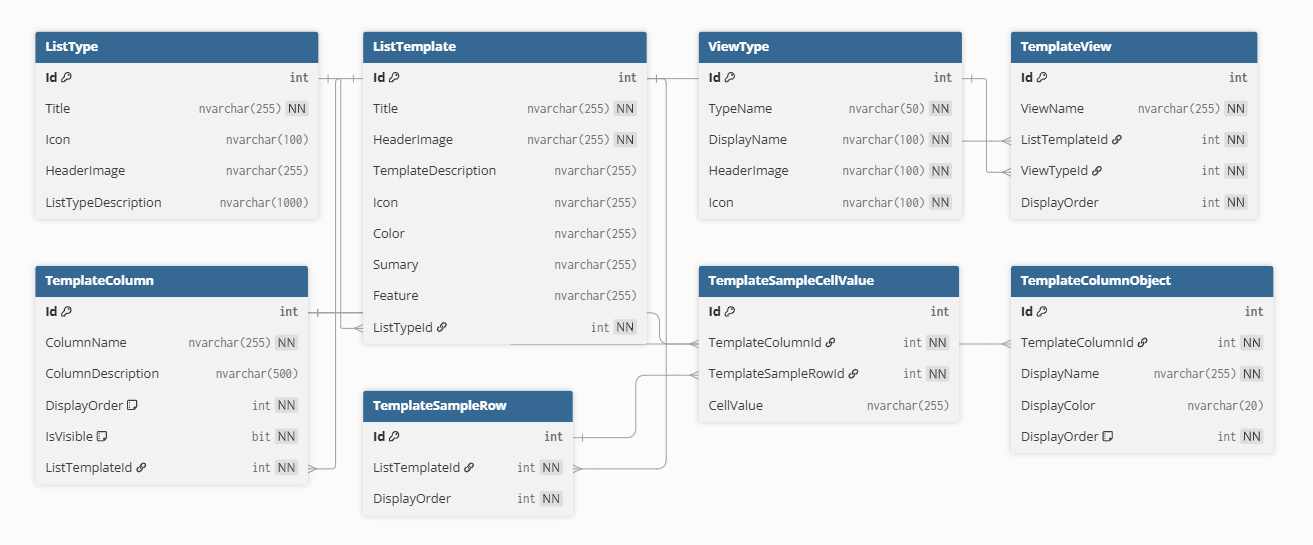 ListType
Id int
Title nvarchar(255) NN
Icon nvarchar(100)
HeaderImage nvarchar(255)
ListTypeDescription nvarchar(1000)
ListTemplate
Id int
Title nvarchar(255) NN
HeaderImage nvarchar(255) NN
TemplateDescription nvarchar(255)
Icon nvarchar(255)
Color nvarchar(255)
Sumary nvarchar(255)
Feature nvarchar(255)
ListTypeId int NN
ViewType
Id int
TypeName nvarchar(50) NN
DisplayName nvarchar(100) NN
HeaderImage nvarchar(100) NN
Icon nvarchar(100) NN
TemplateView
Id int
ViewName nvarchar(255) NN
ListTemplateId int NN
ViewTypeId int NN
DisplayOrder int NN
TemplateColumn
Id int
ColumnName nvarchar(255) NN
ColumnDescription nvarchar(500)
DisplayOrder int NN
IsVisible bit NN
ListTemplateId int NN
TemplateSampleRow
Id int
ListTemplateId int NN
DisplayOrder int NN
TemplateSampleCellValue
Id int
TemplateColumnId int NN
TemplateSampleRowId int NN
CellValue nvarchar(255)
TemplateColumnObject
Id int
TemplateColumnId int NN
DisplayName nvarchar(255) NN
DisplayColor nvarchar(20)
DisplayOrder int NN